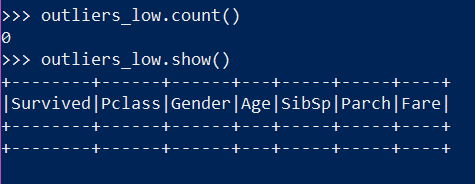 >>> outliers_low.count()
0
>>> outliers_low.show()
+--------+------+------+---+-----+-----+----+
|Survived|Pclass|Gender|Age|SibSp|Parch|Fare|
+--------+------+------+---+-----+-----+----+
+--------+------+------+---+-----+-----+----+